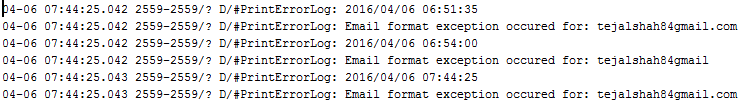 04-06 07:44:25.042 2559-2559/? D/#PrintErrorLog: 2016/04/06 06:51:35
04-06 07:44:25.042 2559-2559/? D/#PrintErrorLog: Email format exception occured for: tejalshah84gmail.com
04-06 07:44:25.042 2559-2559/? D/#PrintErrorLog: 2016/04/06 06:54:00
04-06 07:44:25.042 2559-2559/? D/#PrintErrorLog: Email format exception occured for: tejalshah84@gmail
04-06 07:44:25.043 2559-2559/? D/#PrintErrorLog: 2016/04/06 07:44:25
04-06 07:44:25.043 2559-2559/? D/#PrintErrorLog: Email format exception occured for: tejalshah84gmail.com